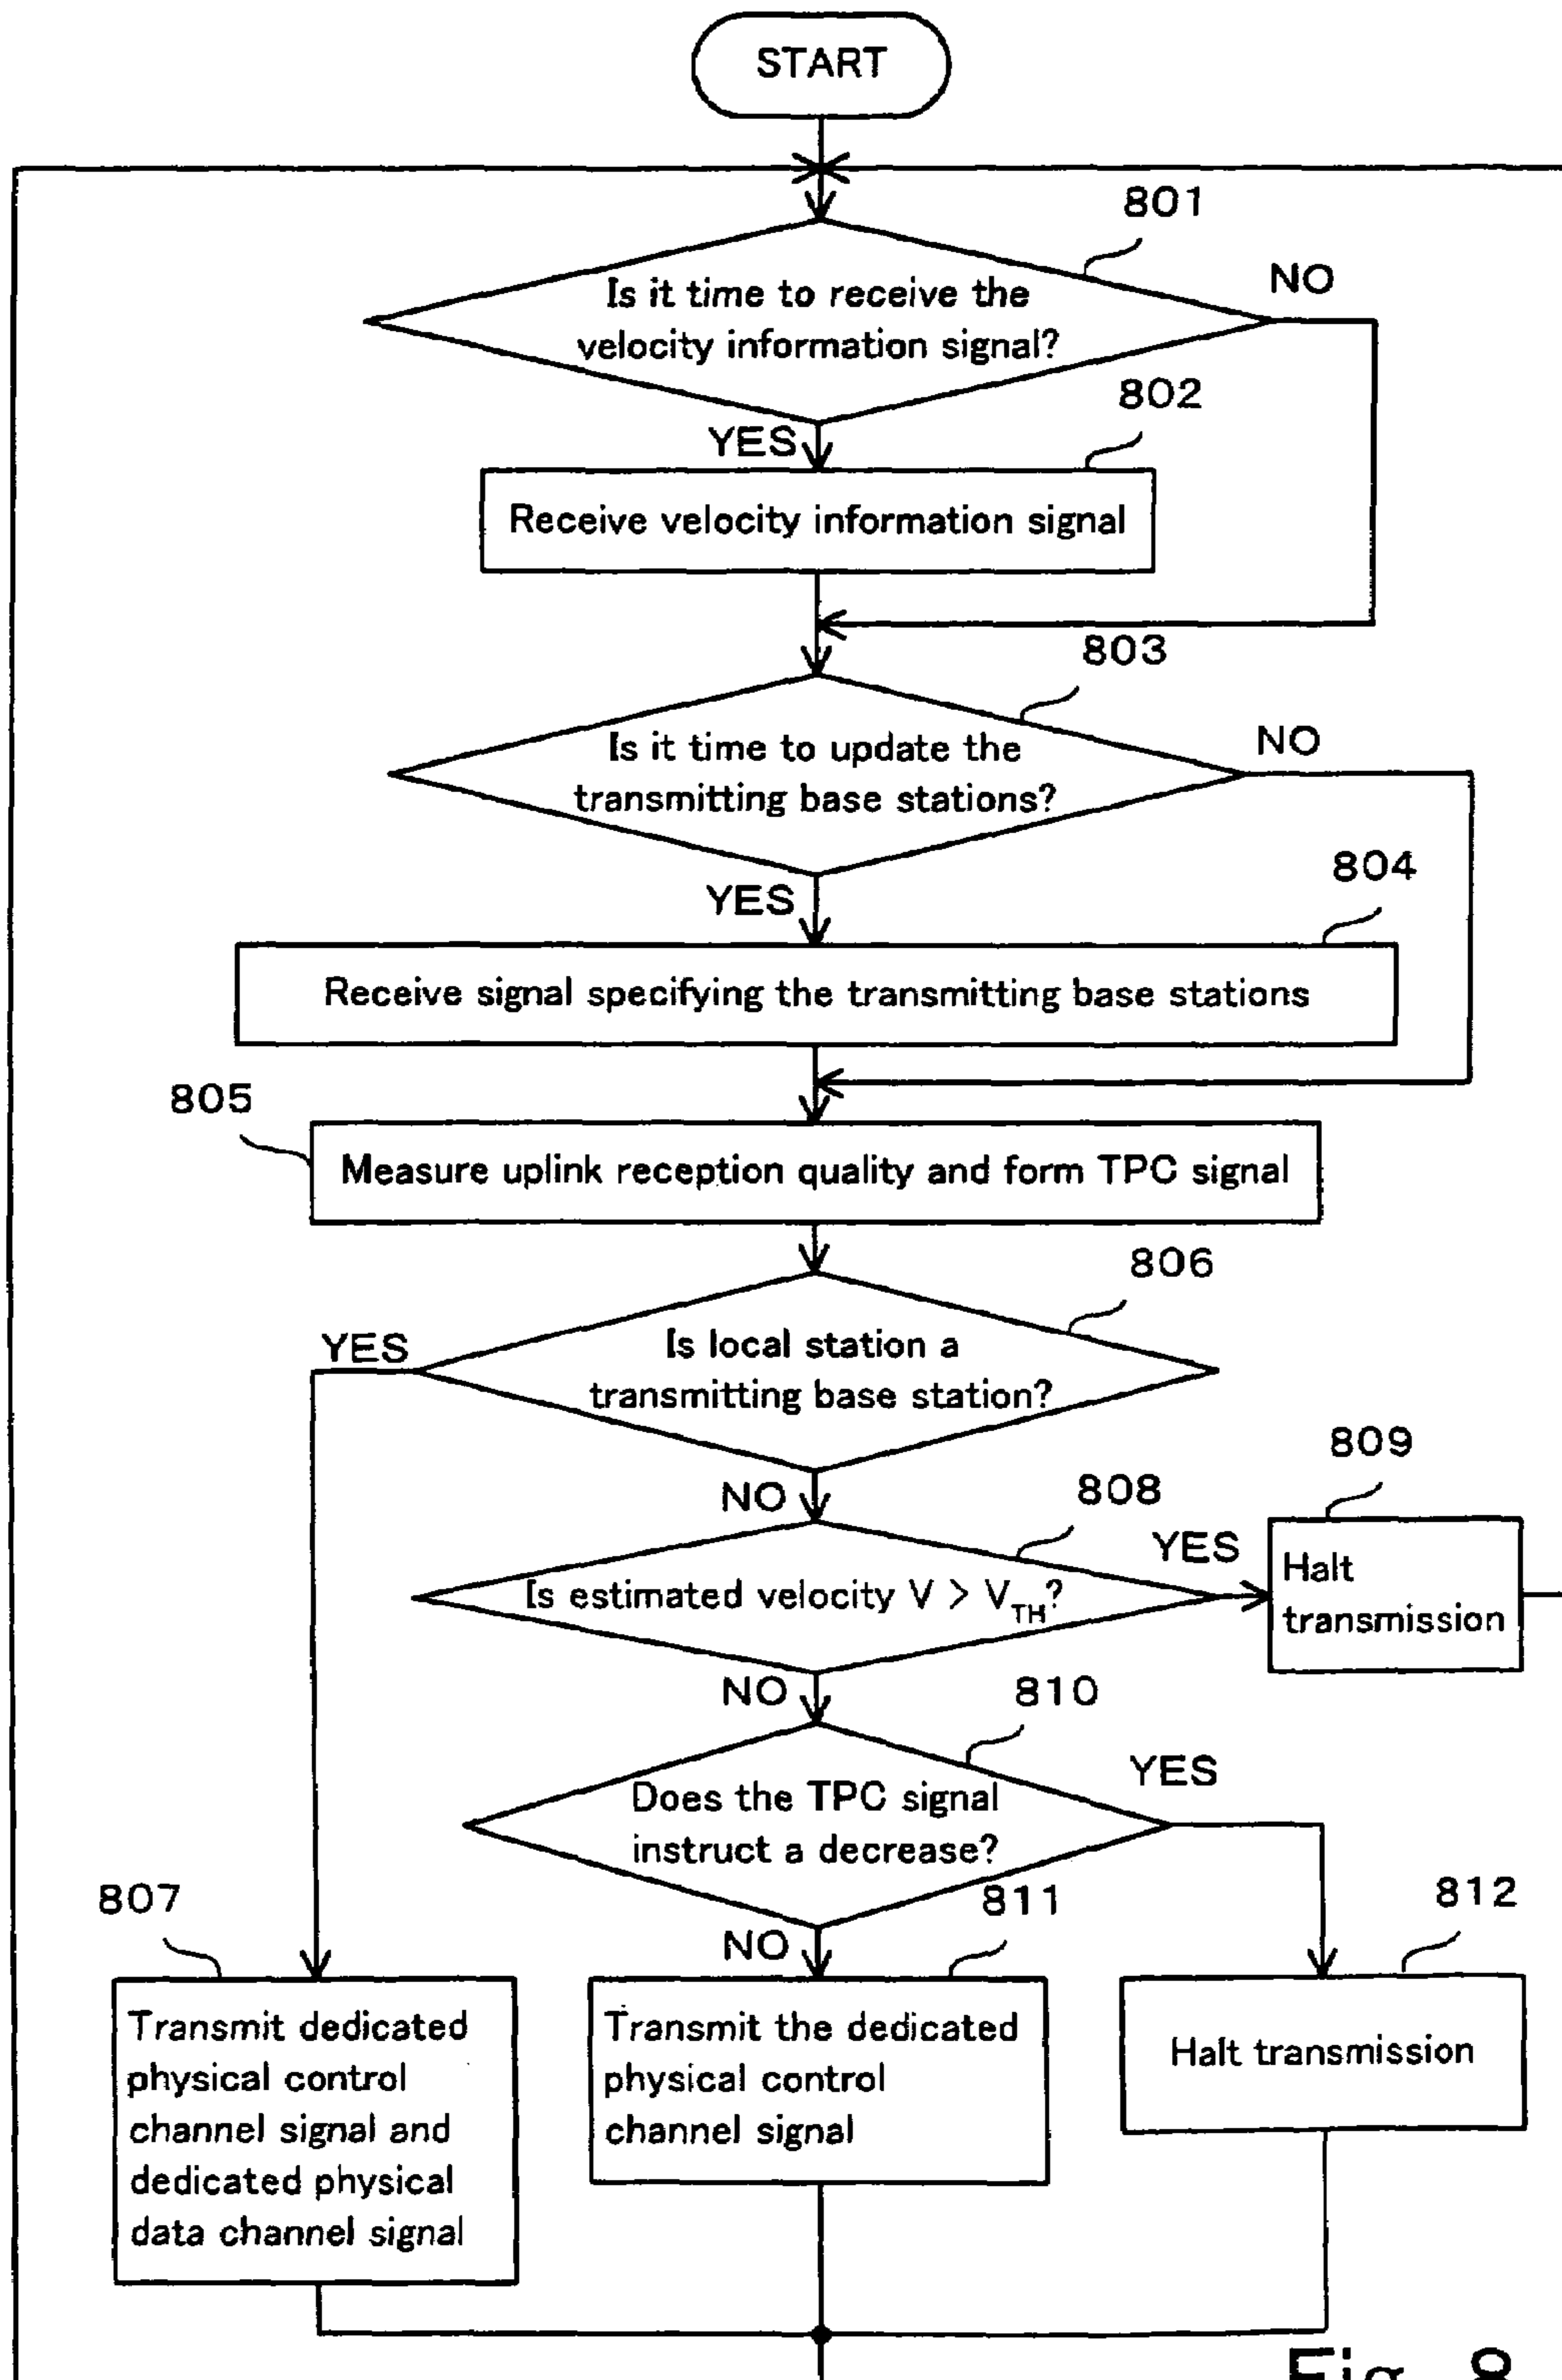 START
801
Is it time to receive the
velocity information signal?
NO
YES
802
Receive velocity information signal
803
Is it time to update the
transmitting base stations?
NO
YES
804
Receive signal specifying the transmitting base stations
805
Measure uplink reception quality and form TPC signal
806
Is local station a
transmitting base station?
YES
NO
808
Is estimated velocity V > V_TH?
YES
809
Halt
transmission
NO
810
Does the TPC signal
instruct a decrease?
YES
NO
807
Transmit dedicated
physical control
channel signal and
dedicated physical
data channel signal
811
Transmit the dedicated
physical control
channel signal
812
Halt transmission
Fig. 8